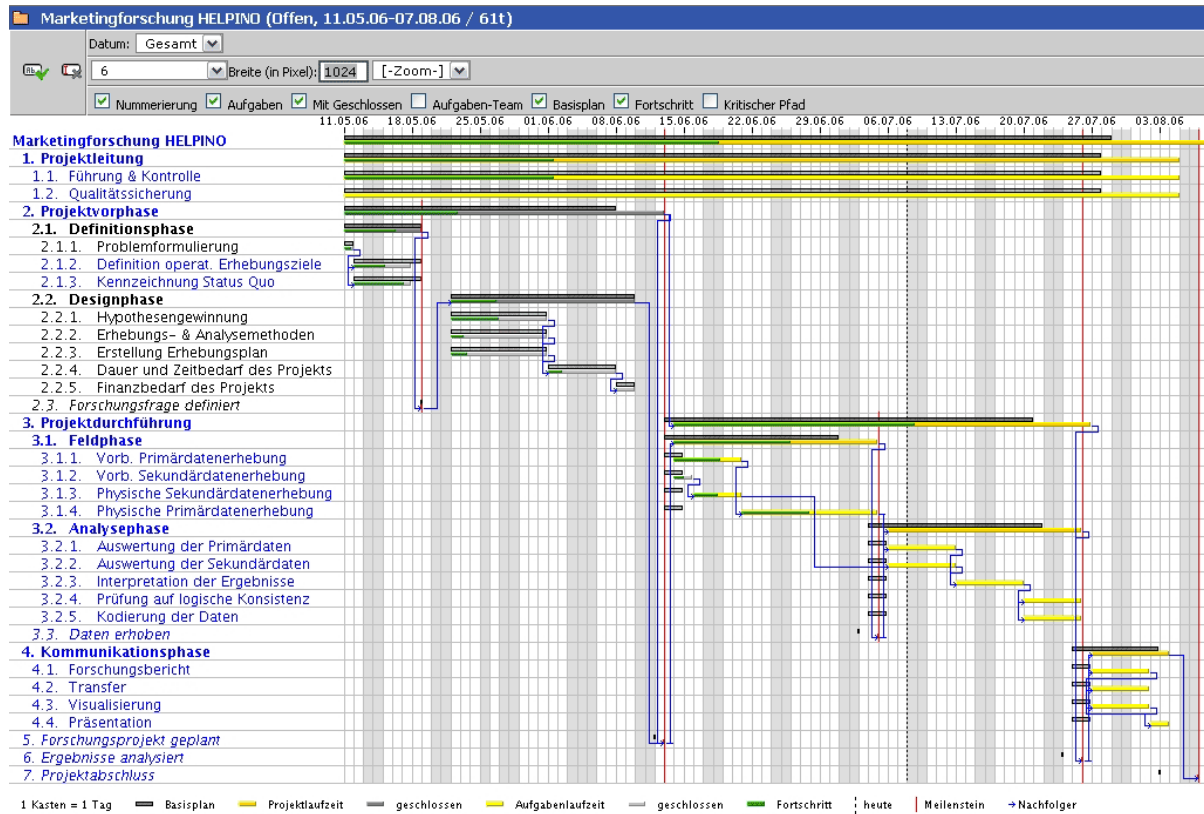 Marketingforschung HELPINO (Offen, 11.05.06-07.08.06 / 61t)
Datum: Gesamt
6 Breite (in Pixel): 1024 [-Zoom-]
Nummerierung Aufgaben Mit Geschlossen Aufgaben-Team Basisplan Fortschritt Kritischer Pfad
11.05.06 18.05.06 25.05.06 01.06.06 08.06.06 15.06.06 22.06.06 29.06.06 06.07.06 13.07.06 20.07.06 27.07.06 03.08.06
Marketingforschung HELPINO
1. Projektleitung
1.1. Führung & Kontrolle
1.2. Qualitätssicherung
2. Projektvorphase
2.1. Definitionsphase
2.1.1. Problemformulierung
2.1.2. Definition operat. Erhebungsziele
2.1.3. Kennzeichnung Status Quo
2.2. Designphase
2.2.1. Hypothesengewinnung
2.2.2. Erhebungs- & Analysemethoden
2.2.3. Erstellung Erhebungsplan
2.2.4. Dauer und Zeitbedarf des Projekts
2.2.5. Finanzbedarf des Projekts
2.3. Forschungsfrage definiert
3. Projektdurchführung
3.1. Feldphase
3.1.1. Vorb. Primärdatenerhebung
3.1.2. Vorb. Sekundärdatenerhebung
3.1.3. Physische Sekundärdatenerhebung
3.1.4. Physische Primärdatenerhebung
3.2. Analysephase
3.2.1. Auswertung der Primärdaten
3.2.2. Auswertung der Sekundärdaten
3.2.3. Interpretation der Ergebnisse
3.2.4. Prüfung auf logische Konsistenz
3.2.5. Kodierung der Daten
3.3. Daten erhoben
4. Kommunikationsphase
4.1. Forschungsbericht
4.2. Transfer
4.3. Visualisierung
4.4. Präsentation
5. Forschungsprojekt geplant
6. Ergebnisse analysiert
7. Projektabschluss
1 Kasten = 1 Tag Basisplan Projektlaufzeit geschlossen Aufgabenlaufzeit geschlossen Fortschritt heute Meilenstein Nachfolger